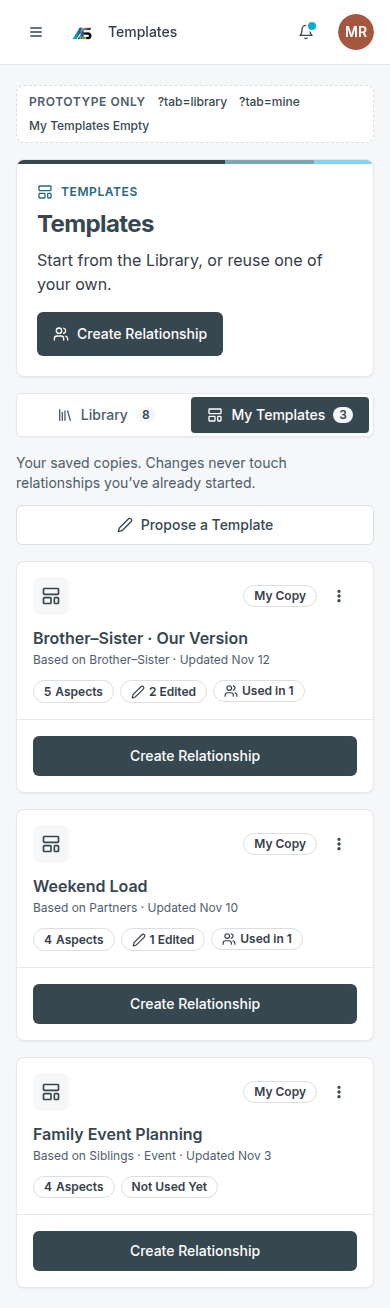 Templates
MR
PROTOTYPE ONLY ?tab=library ?tab=mine
My Templates Empty
TEMPLATES
Templates
Start from the Library, or reuse one of
your own.
Create Relationship
Library 8
My Templates 3
Your saved copies. Changes never touch
relationships you’ve already started.
Propose a Template
My Copy
Brother–Sister · Our Version
Based on Brother–Sister · Updated Nov 12
5 Aspects 2 Edited Used in 1
Create Relationship
My Copy
Weekend Load
Based on Partners · Updated Nov 10
4 Aspects 1 Edited Used in 1
Create Relationship
My Copy
Family Event Planning
Based on Siblings · Event · Updated Nov 3
4 Aspects Not Used Yet
Create Relationship